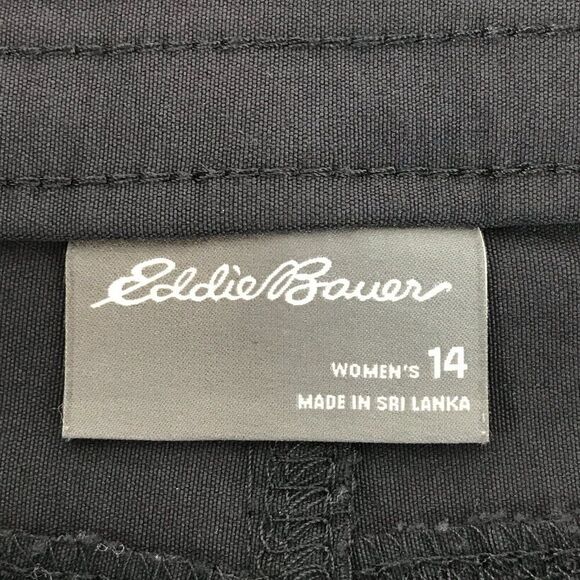 Eddie Bauer
WOMEN'S 14
MADE IN SRI LANKA